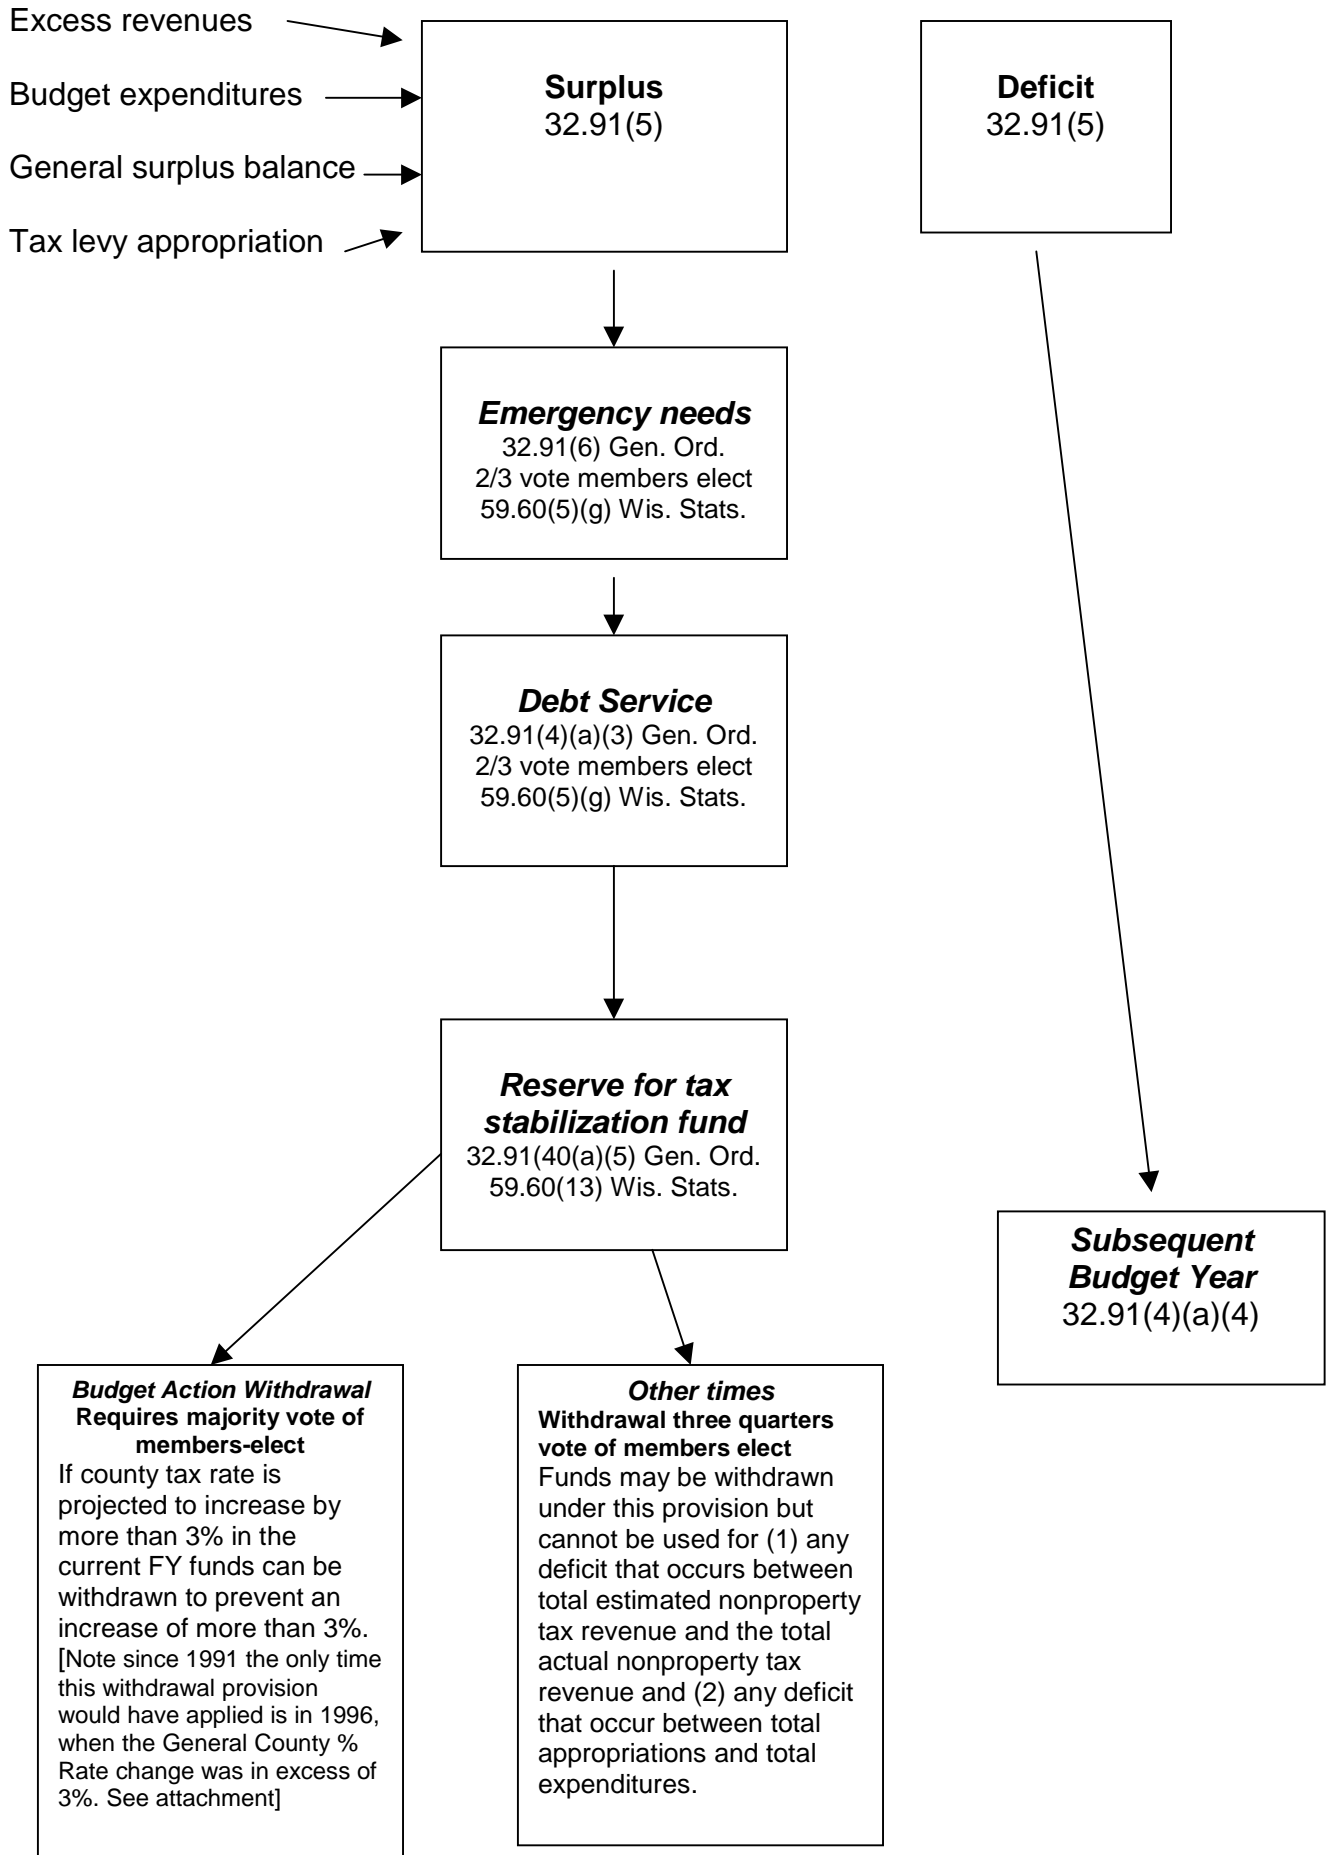 Excess revenues
Budget expenditures
General surplus balance
Tax levy appropriation
Surplus
32.91(5)
Deficit
32.91(5)
Emergency needs
32.91(6) Gen. Ord.
2/3 vote members elect
59.60(5)(g) Wis. Stats.
Debt Service
32.91(4)(a)(3) Gen. Ord.
2/3 vote members elect
59.60(5)(g) Wis. Stats.
Reserve for tax
stabilization fund
32.91(40(a)(5) Gen. Ord.
59.60(13) Wis. Stats.
Subsequent
Budget Year
32.91(4)(a)(4)
Budget Action Withdrawal
Requires majority vote of
members-elect
If county tax rate is
projected to increase by
more than 3% in the
current FY funds can be
withdrawn to prevent an
increase of more than 3%.
[Note since 1991 the only time
this withdrawal provision
would have applied is in 1996,
when the General County %
Rate change was in excess of
3%. See attachment]
Other times
Withdrawal three quarters
vote of members elect
Funds may be withdrawn
under this provision but
cannot be used for (1) any
deficit that occurs between
total estimated nonproperty
tax revenue and the total
actual nonproperty tax
revenue and (2) any deficit
that occur between total
appropriations and total
expenditures.